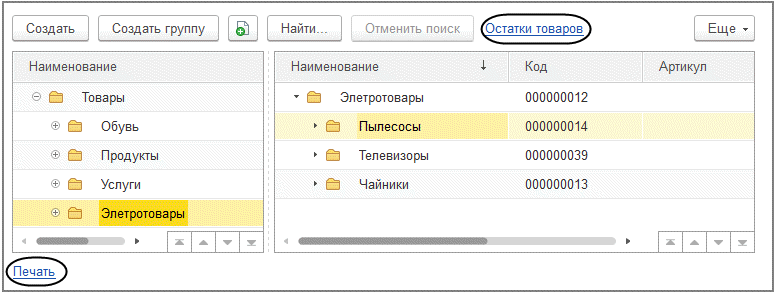 Создать Создать группу Найти... Отменить поиск Остатки товаров Еще
Наименование Наименование Код Артикул
Товары Элетротовары 000000012
Обувь Пылесосы 000000014
Продукты Телевизоры 000000039
Услуги Чайники 000000013
Элетротовары
Печать